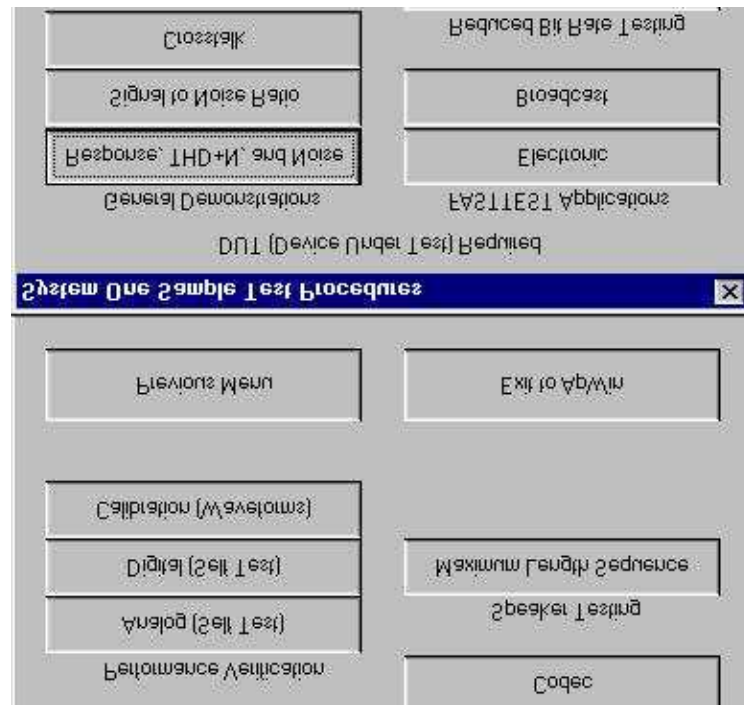 Codec
Performance Verification
Analog (Self Test)
Speaker Testing
Digital (Self Test)
Maximum Length Sequence
Calibration (Waveforms)
Previous Menu
Exit to ApWin
System One Sample Test Procedures
DUT (Device Under Test) Required
General Demonstrations
FASTTEST Applications
Response, THD+N, and Noise
Electronic
Signal to Noise Ratio
Broadcast
Crosstalk
Reduced Bit Rate Testing